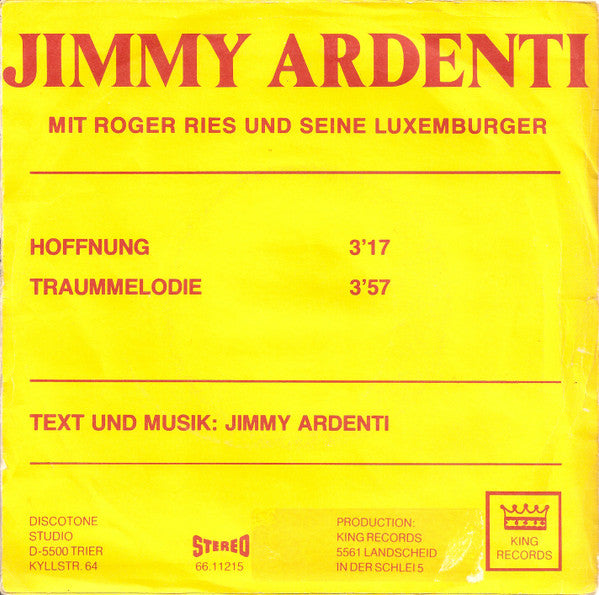 JIMMY ARDENTI
MIT ROGER RIES UND SEINE LUXEMBURGER
HOFFNUNG 3'17
TRAUMMELODIE 3'57
TEXT UND MUSIK: JIMMY ARDENTI
DISCOTONE
STUDIO
D-5500 TRIER
KYLLSTR. 64
STEREO
66.11215
PRODUCTION:
KING RECORDS
5561 LANDSCHEID
IN DER SCHLEI 5
KING
RECORDS